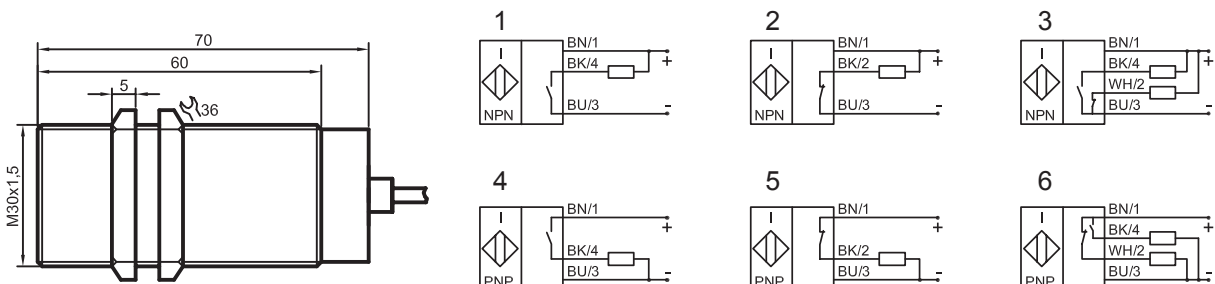 70
60
5
36
M30x1,5
1
BN/1
+
BK/4
BU/3
-
I
NPN
2
BN/1
+
BK/2
BU/3
-
I
NPN
3
BN/1
+
BK/4
WH/2
BU/3
-
I
NPN
4
BN/1
+
BK/4
BU/3
-
I
PNP
5
BN/1
+
BK/2
BU/3
-
I
PNP
6
BN/1
+
BK/4
WH/2
BU/3
-
I
PNP